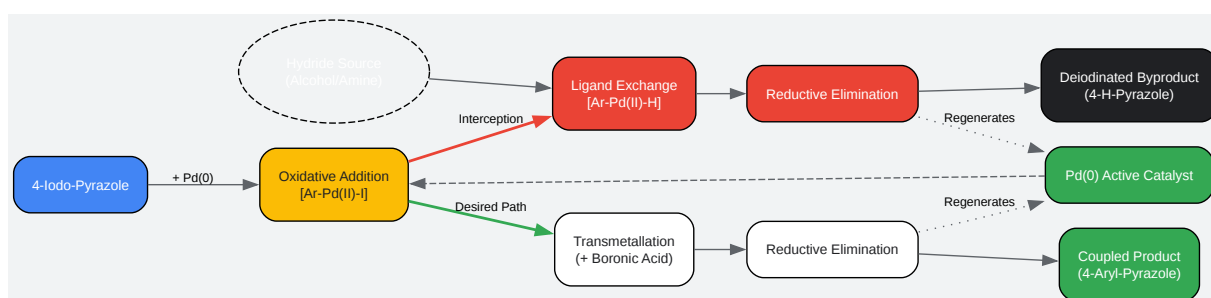 Hydride Source
(Alcohol/Amine)
Ligand Exchange
[Ar-Pd(II)-H]
Reductive Elimination
Deiodinated Byproduct
(4-H-Pyrazole)
Interception
Regenerates
4-Iodo-Pyrazole
+ Pd(0)
Oxidative Addition
[Ar-Pd(II)-I]
Pd(0) Active Catalyst
Desired Path
Regenerates
Transmetallation
(+ Boronic Acid)
Reductive Elimination
Coupled Product
(4-Aryl-Pyrazole)